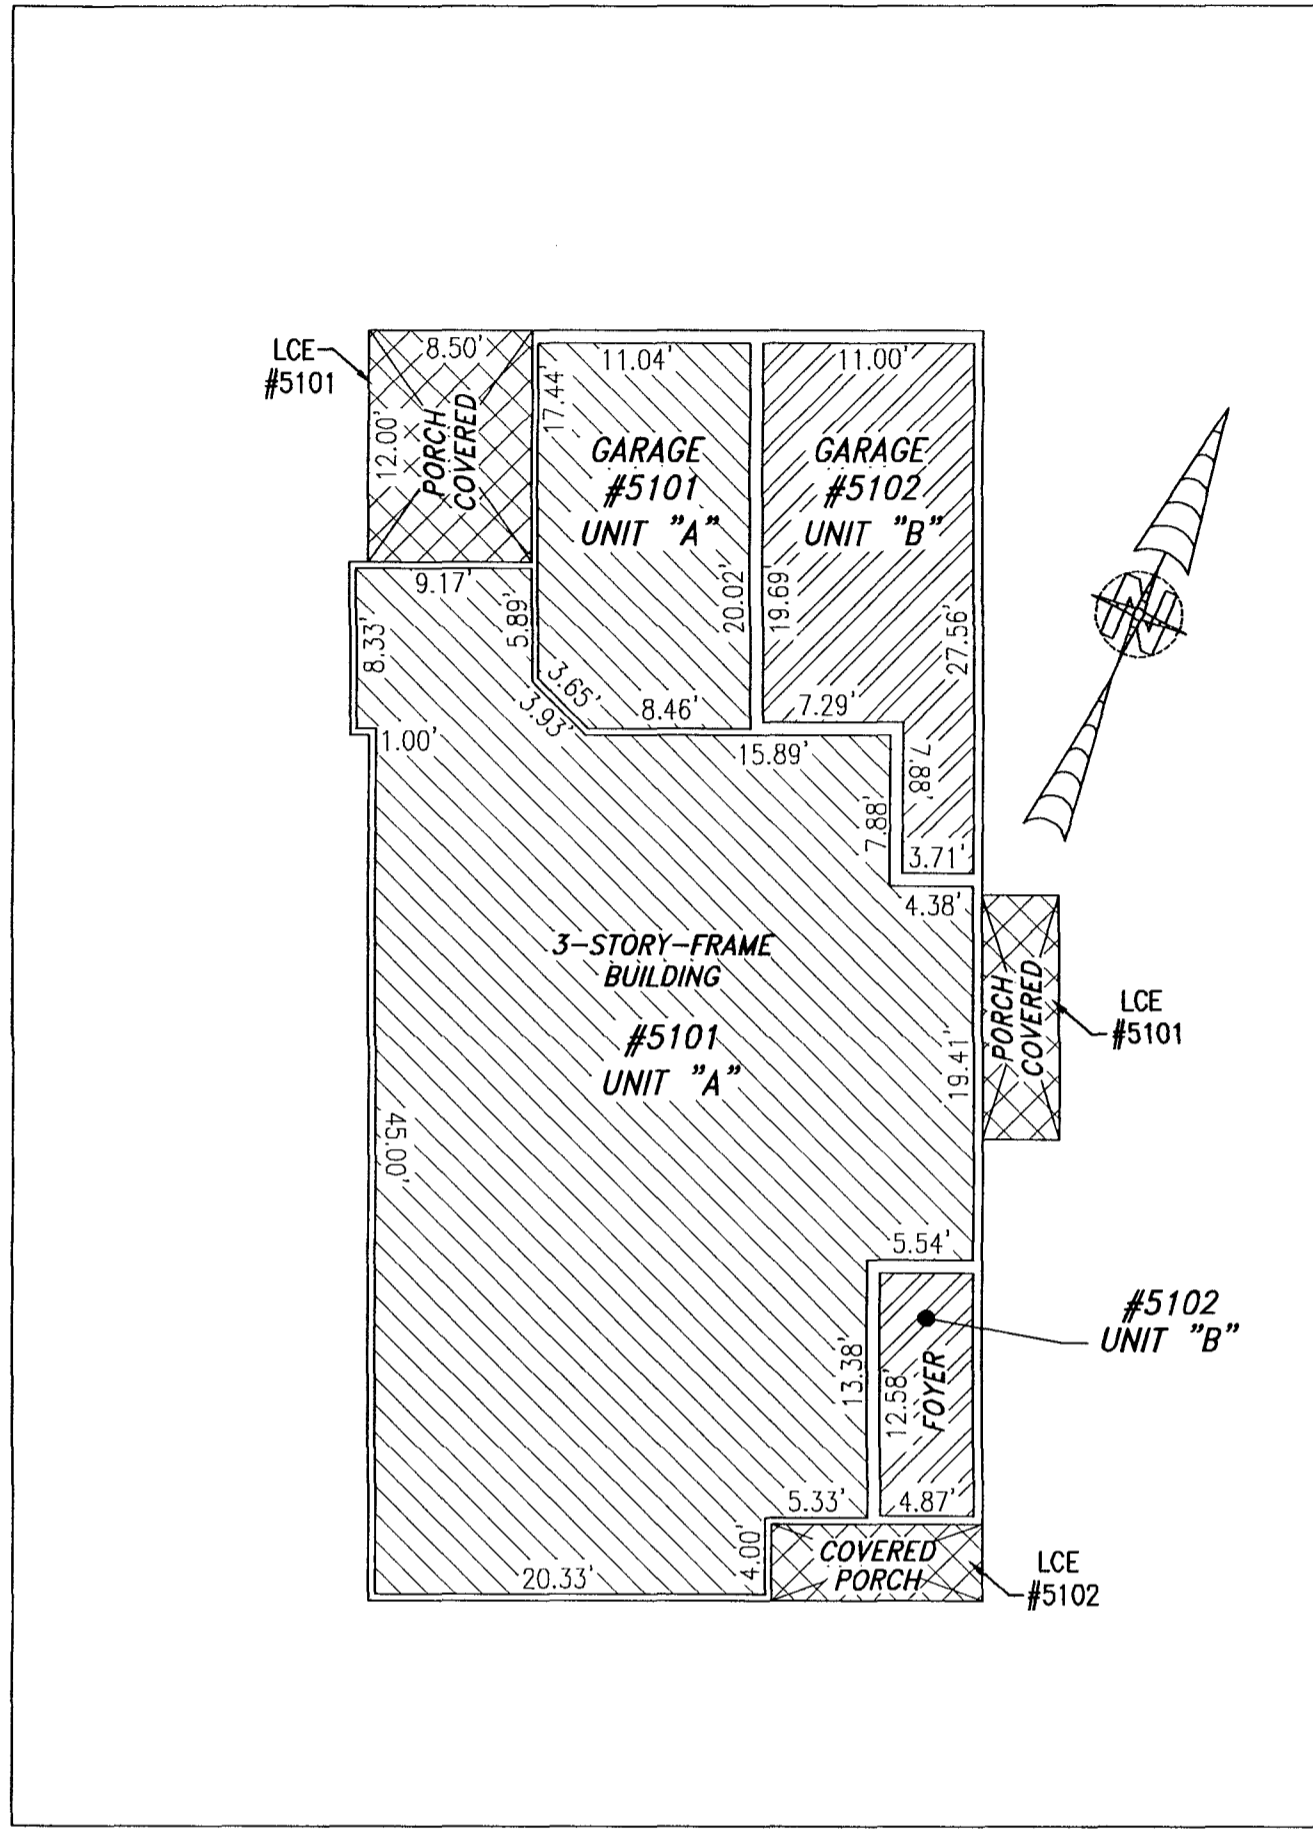 LCE
#5101
8.50'
12.00'
PORCH
COVERED
11.04'
17.44'
GARAGE
#5101
UNIT "A"
20.02'
11.00'
GARAGE
#5102
UNIT "B"
19.69'
27.56'
9.17'
5.89'
8.33'
3.65'
3.93'
8.46'
7.29'
1.00'
15.89'
7.88'
7.88'
3.71'
4.38'
N
3-STORY-FRAME
BUILDING
#5101
UNIT "A"
19.41'
PORCH
COVERED
LCE
#5101
45.00'
5.54'
#5102
UNIT "B"
13.38'
12.58'
FOYER
5.33'
4.87'
4.00'
20.33'
COVERED
PORCH
LCE
#5102